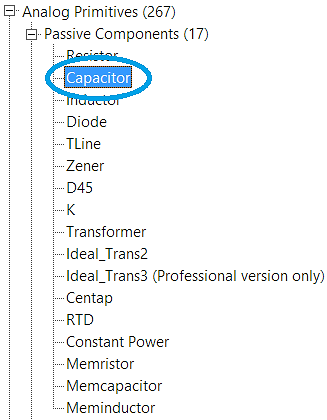 Analog Primitives (267)
Passive Components (17)
Resistor
Capacitor
Inductor
Diode
TLine
Zener
D45
K
Transformer
Ideal_Trans2
Ideal_Trans3 (Professional version only)
Centap
RTD
Constant Power
Memristor
Memcapacitor
Meminductor